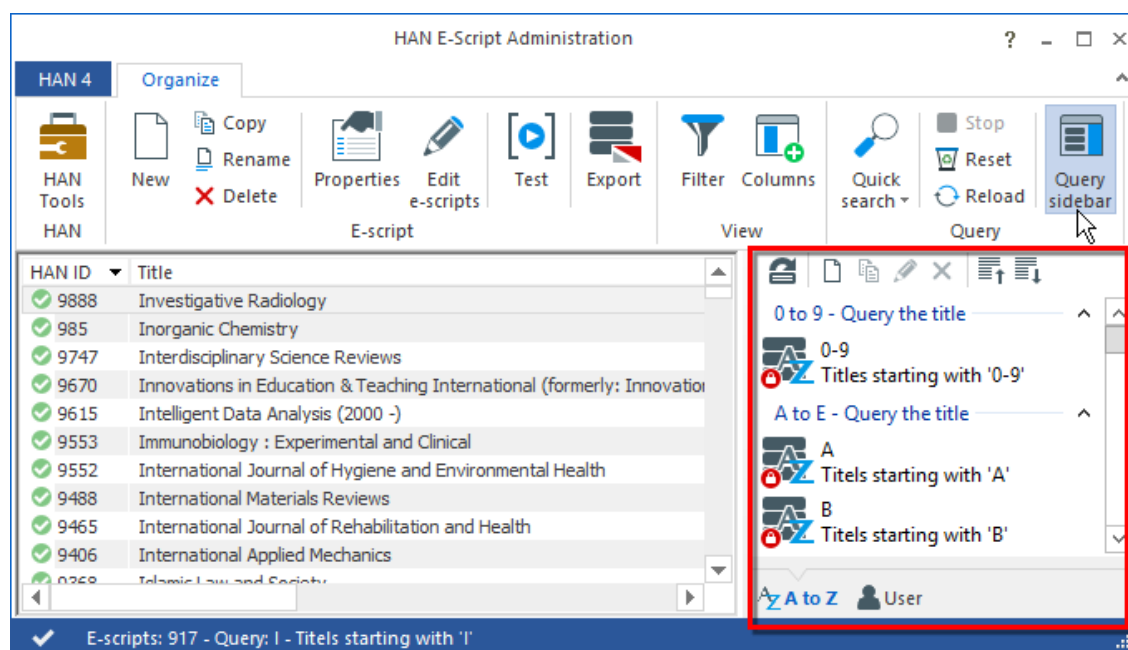 HAN E-Script Administration
?
HAN 4
Organize
HAN Tools
New
Copy
Rename
Delete
Properties
Edit e-scripts
Test
Export
Filter
Columns
Quick search
Stop
Reset
Reload
Query sidebar
HAN
E-script
View
Query
HAN ID Title
9888 Investigative Radiology
985 Inorganic Chemistry
9747 Interdisciplinary Science Reviews
9670 Innovations in Education & Teaching International (formerly: Innovation
9615 Intelligent Data Analysis (2000 -)
9553 Immunobiology : Experimental and Clinical
9552 International Journal of Hygiene and Environmental Health
9488 International Materials Reviews
9465 International Journal of Rehabilitation and Health
9406 International Applied Mechanics
9368 Islamic Law and Society
0 to 9 - Query the title
0-9
Titles starting with '0-9'
A to E - Query the title
A
Titels starting with 'A'
B
Titels starting with 'B'
A to Z
User
E-scripts: 917 - Query: I - Titels starting with 'I'